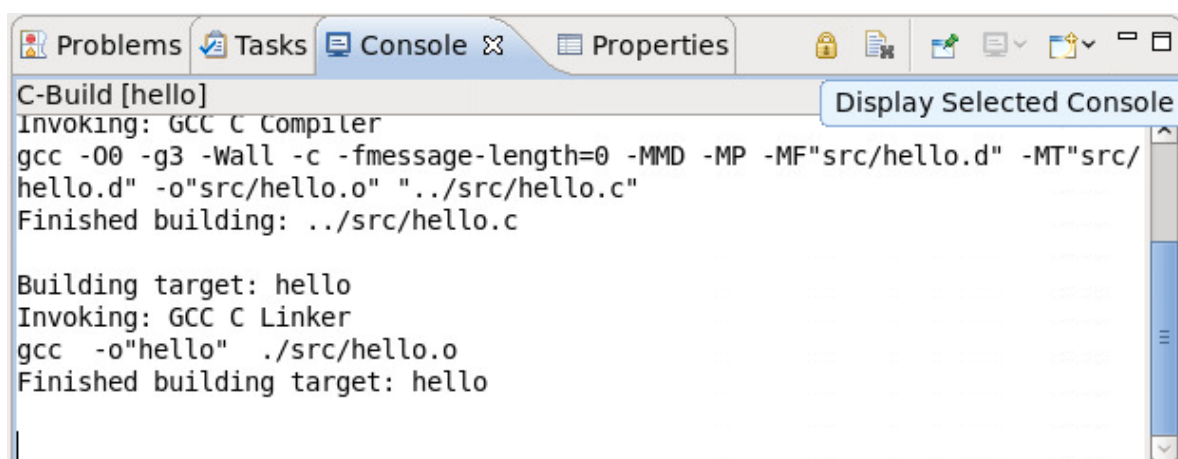 Problems Tasks Console Properties
C-Build [hello]
Display Selected Console
Invoking: GCC C Compiler
gcc -O0 -g3 -Wall -c -fmessage-length=0 -MMD -MP -MF"src/hello.d" -MT"src/
hello.d" -o"src/hello.o" "../src/hello.c"
Finished building: ../src/hello.c
Building target: hello
Invoking: GCC C Linker
gcc  -o"hello"  ./src/hello.o
Finished building target: hello